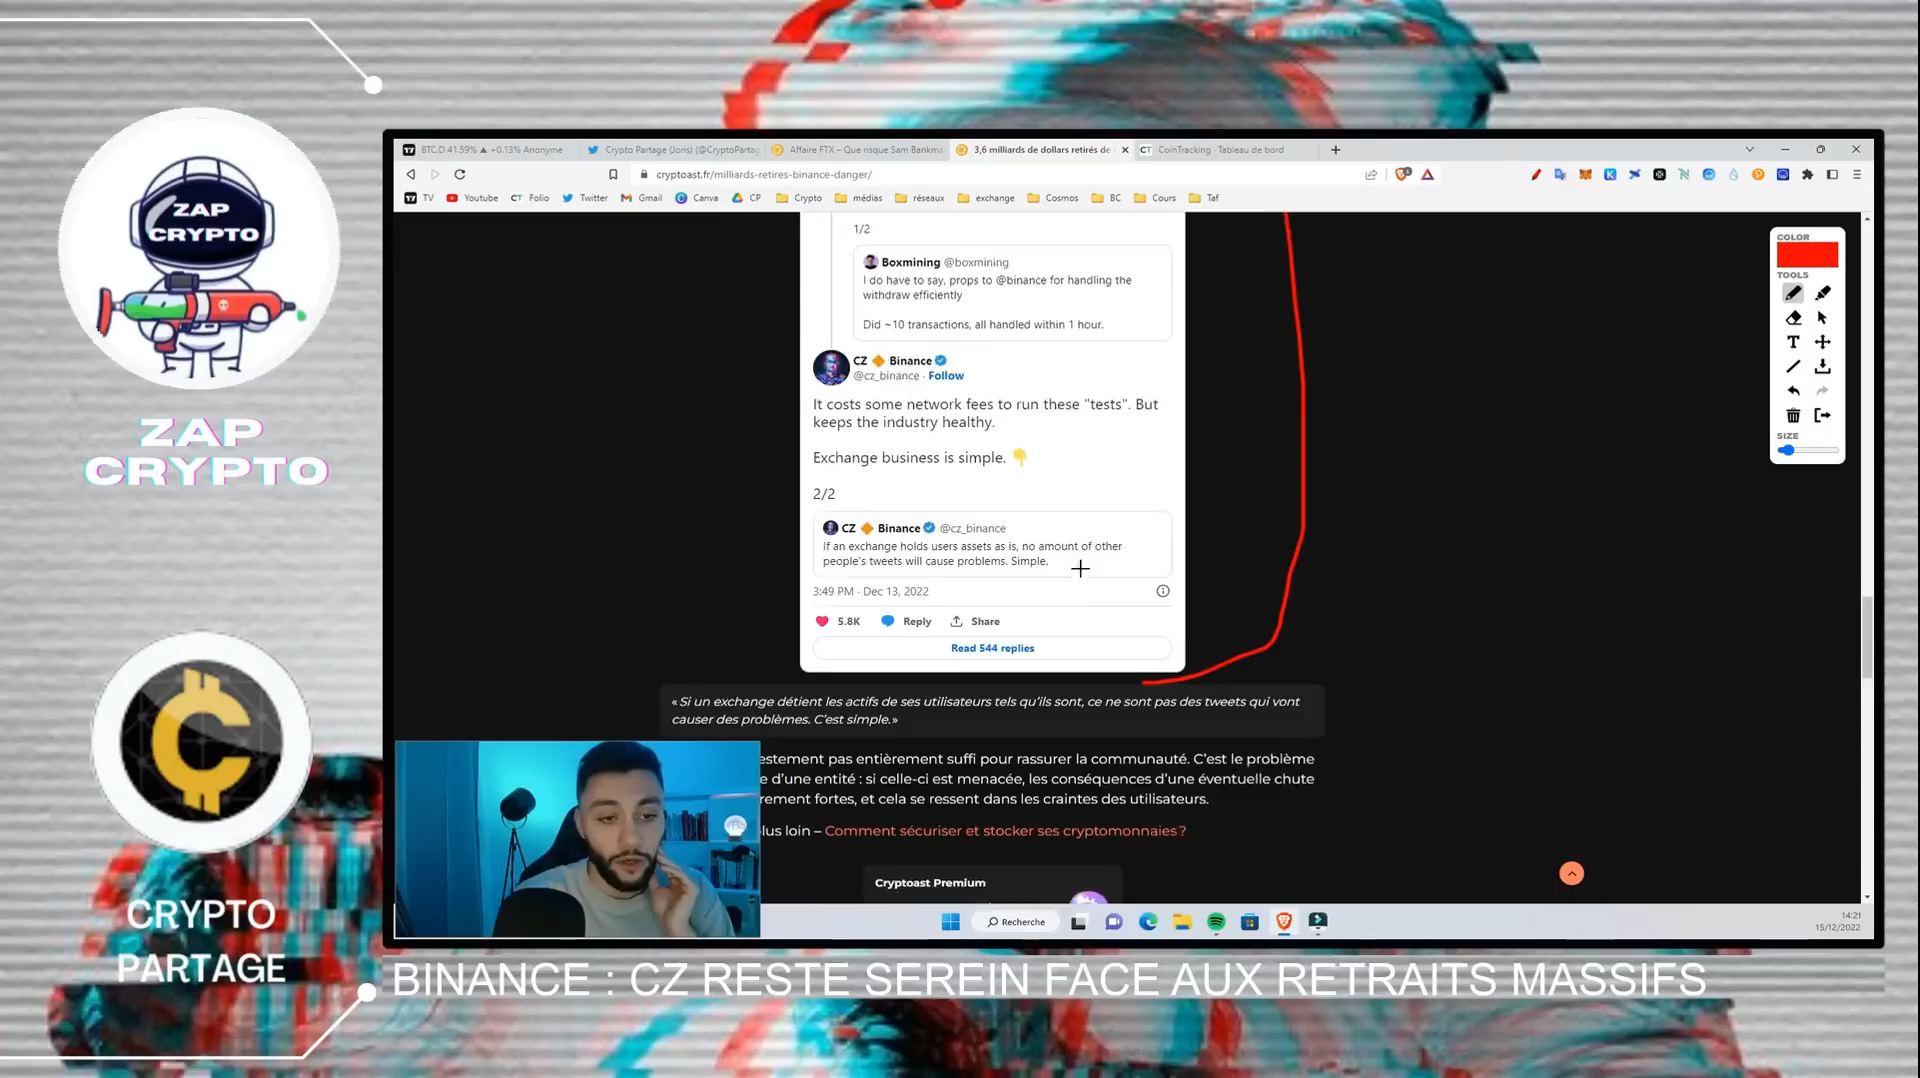 ZAP
CRYPTO
ZAP
CRYPTO
CRYPTO
PARTAGE
BTC.D 41.59% ▲ +0.13% Anonyme
Crypto Partage (Joris) (@CryptoPartag
Affaire FTX – Que risque Sam Bankma
3,6 milliards de dollars retirés de
CT CoinTracking · Tableau de bord
cryptoast.fr/milliards-retires-binance-danger/
TV
Youtube
CT Folio
Twitter
Gmail
Canva
CP
Crypto
médias
réseaux
exchange
Cosmos
BC
Cours
Taf
1/2
Boxmining @boxmining
I do have to say, props to @binance for handling the
withdraw efficiently
Did ~10 transactions, all handled within 1 hour.
CZ 🔶 Binance
@cz_binance · Follow
It costs some network fees to run these "tests". But
keeps the industry healthy.
Exchange business is simple. 👇
2/2
CZ 🔶 Binance @cz_binance
If an exchange holds users assets as is, no amount of other
people's tweets will cause problems. Simple.
3:49 PM · Dec 13, 2022
5.8K Reply Share
Read 544 replies
« Si un exchange détient les actifs de ses utilisateurs tels qu'ils sont, ce ne sont pas des tweets qui vont
causer des problèmes. C'est simple. »
estement pas entièrement suffi pour rassurer la communauté. C'est le problème
e d'une entité : si celle-ci est menacée, les conséquences d'une éventuelle chute
rement fortes, et cela se ressent dans les craintes des utilisateurs.
lus loin – Comment sécuriser et stocker ses cryptomonnaies ?
Cryptoast Premium
COLOR
TOOLS
T
SIZE
Recherche
14:21
15/12/2022
BINANCE : CZ RESTE SEREIN FACE AUX RETRAITS MASSIFS